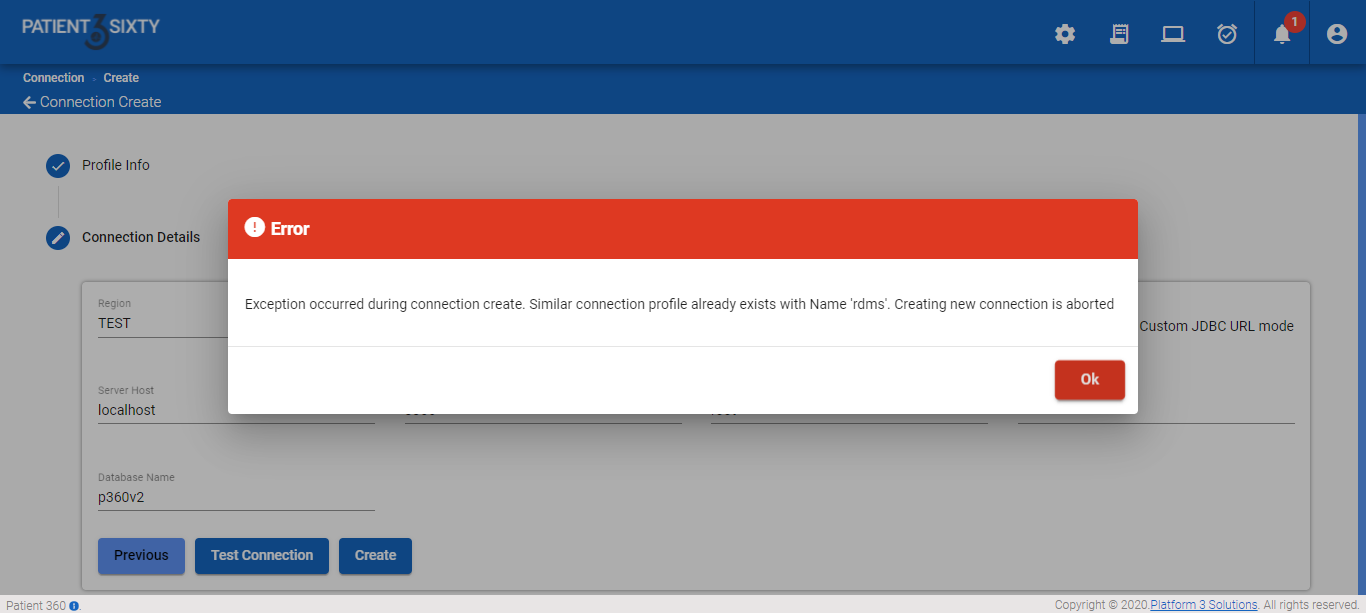 PATIENT 3 SIXTY
1
Connection - Create
Connection Create
Profile Info
Connection Details
Error
Exception occurred during connection create. Similar connection profile already exists with Name 'rdms'. Creating new connection is aborted
Ok
Region
TEST
Custom JDBC URL mode
Server Host
localhost
Database Name
p360v2
Previous
Test Connection
Create
Patient 360
Copyright © 2020.Platform 3 Solutions. All rights reserved.